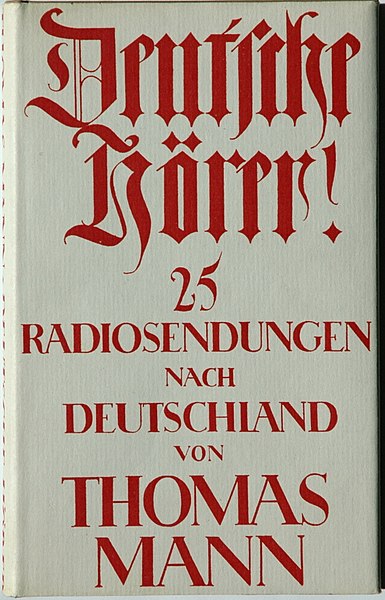 Deutsche
Hörer!
25
RADIOSENDUNGEN
NACH
DEUTSCHLAND
VON
THOMAS
MANN